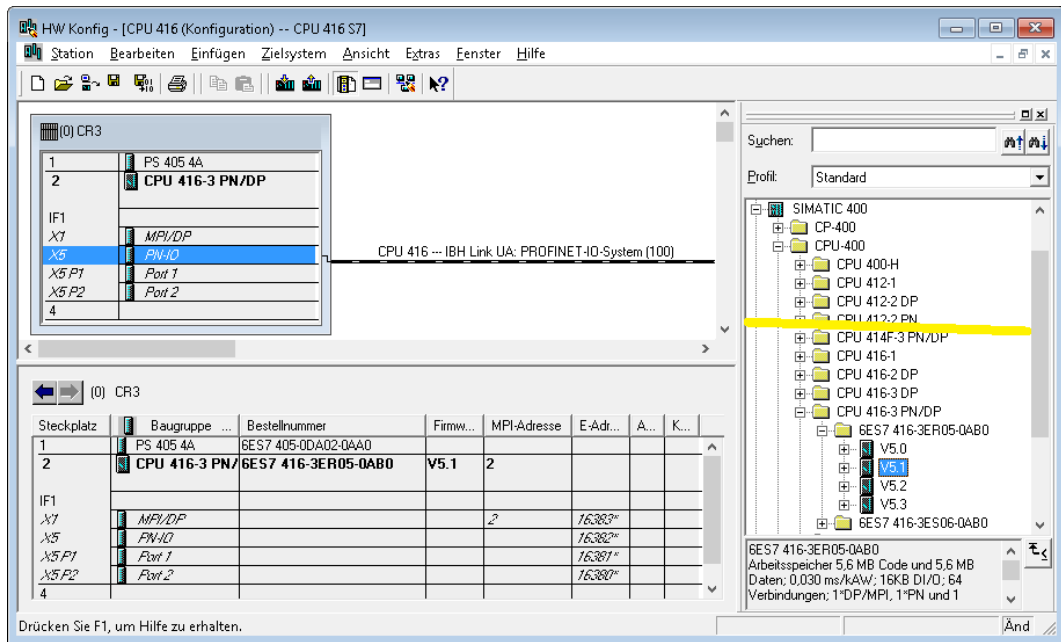 HW Konfig - [CPU 416 (Konfiguration) -- CPU 416 S7]
Station Bearbeiten Einfügen Zielsystem Ansicht Extras Fenster Hilfe
(0) CR3
1 PS 405 4A
2 CPU 416-3 PN/DP
IF1
X1 MPI/DP
X5 PN-IO
X5 P1 Port 1
X5 P2 Port 2
4
CPU 416 --- IBH Link UA: PROFINET-IO-System (100)
(0) CR3
Steckplatz Baugruppe ... Bestellnummer Firmw... MPI-Adresse E-Adr... A... K...
1 PS 405 4A 6ES7 405-0DA02-0AA0
2 CPU 416-3 PN/ 6ES7 416-3ER05-0AB0 V5.1 2
IF1
X1 MPI/DP 2 16383*
X5 PN-IO 16382*
X5 P1 Port 1 16381*
X5 P2 Port 2 16380*
4
Suchen:
Profil: Standard
SIMATIC 400
CP-400
CPU-400
CPU 400-H
CPU 412-1
CPU 412-2 DP
CPU 412-2 PN
CPU 414F-3 PN/DP
CPU 416-1
CPU 416-2 DP
CPU 416-3 DP
CPU 416-3 PN/DP
6ES7 416-3ER05-0AB0
V5.0
V5.1
V5.2
V5.3
6ES7 416-3ES06-0AB0
6ES7 416-3ER05-0AB0
Arbeitsspeicher 5,6 MB Code und 5,6 MB
Daten; 0,030 ms/kAW; 16KB DI/O; 64
Verbindungen; 1*DP/MPI, 1*PN und 1
Drücken Sie F1, um Hilfe zu erhalten.
Änd